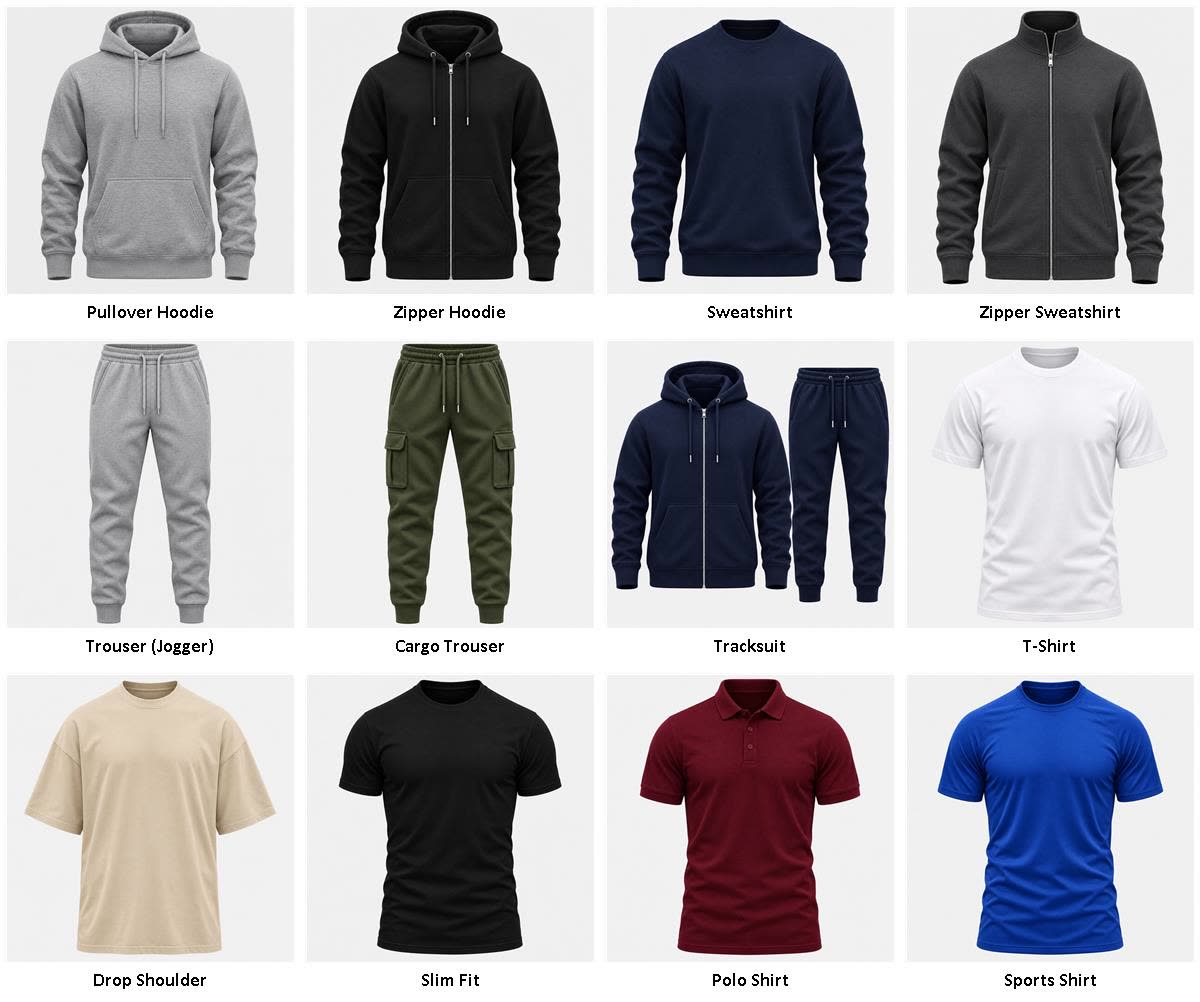 Pullover Hoodie
Zipper Hoodie
Sweatshirt
Zipper Sweatshirt
Trouser (Jogger)
Cargo Trouser
Tracksuit
T-Shirt
Drop Shoulder
Slim Fit
Polo Shirt
Sports Shirt